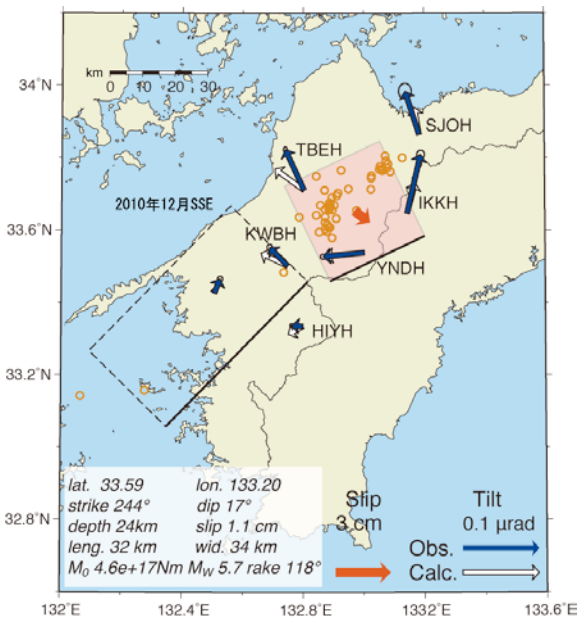 34°N
33.6°N
33.2°N
32.8°N
km
0 10 20 30
SJOH
TBEH
2010年12月SSE
IKKH
KWBH
YNDH
HIYH
lat. 33.59 lon. 133.20
strike 244° dip 17°
depth 24km slip 1.1 cm
leng. 32 km wid. 34 km
M0 4.6e+17Nm MW 5.7 rake 118°
Slip
3 cm
Tilt
0.1 μrad
Obs.
Calc.
132°E
132.4°E
132.8°E
133.2°E
133.6°E